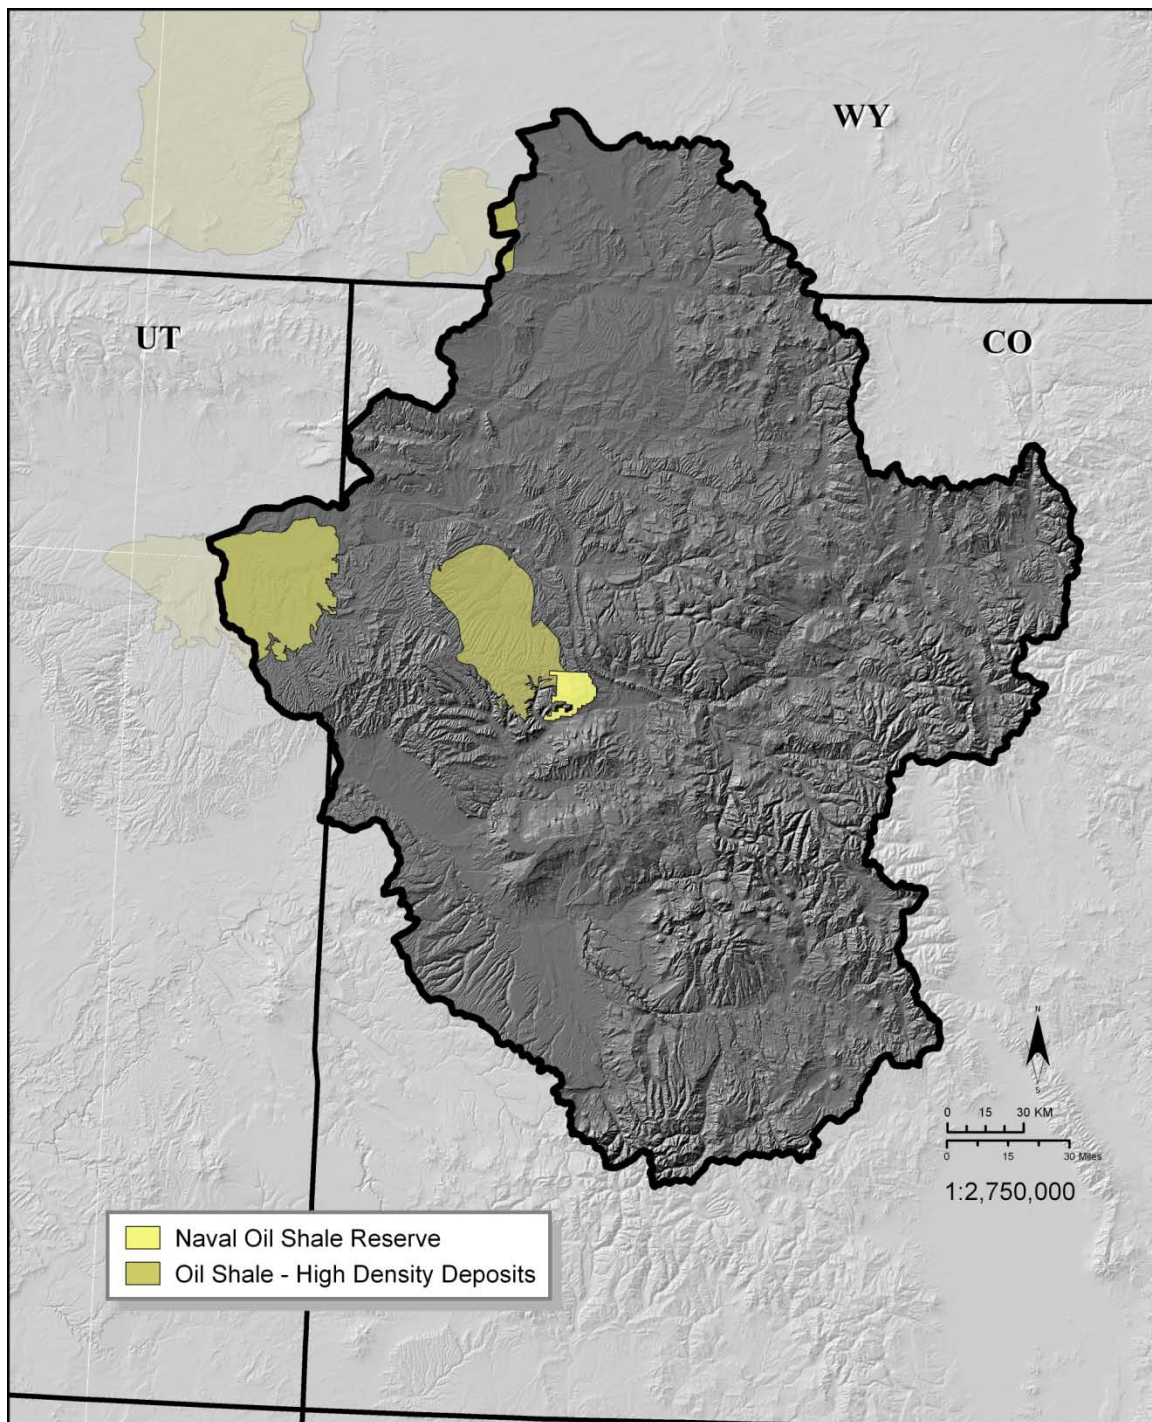 WY
UT
CO
N
S
0 15 30 KM
0 15 30 Miles
1:2,750,000
Naval Oil Shale Reserve
Oil Shale - High Density Deposits